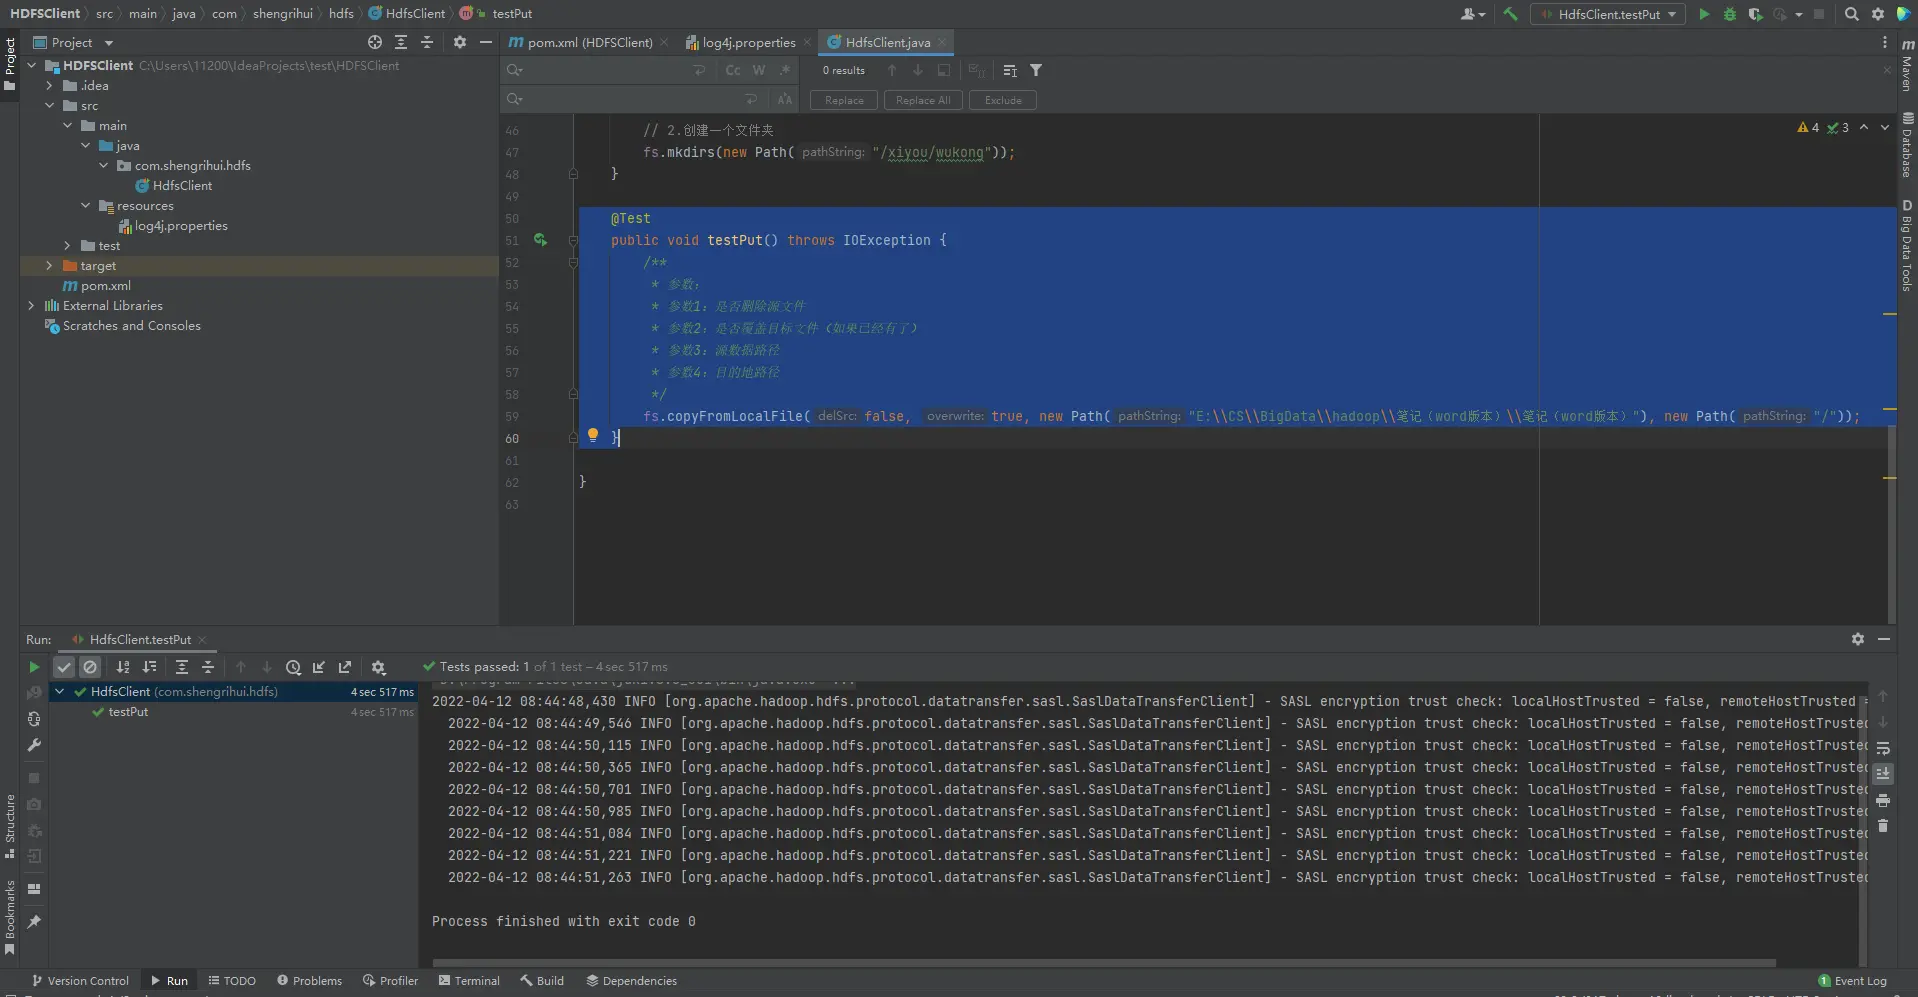 HDFSClient src main java com shengrihui hdfs HdfsClient testPut
HdfsClient.testPut
Project
pom.xml (HDFSClient)
log4j.properties
HdfsClient.java
HDFSClient C:\Users\11200\IdeaProjects\test\HDFSClient
.idea
src
main
java
com.shengrihui.hdfs
HdfsClient
resources
log4j.properties
test
target
pom.xml
External Libraries
Scratches and Consoles
Cc W .* 0 results
Replace Replace All Exclude
4 3
46 // 2.创建一个文件夹
47 fs.mkdirs(new Path( pathString: "/xiyou/wukong"));
48 }
49
50 @Test
51 public void testPut() throws IOException {
52 /**
53 * 参数:
54 * 参数1：是否删除源文件
55 * 参数2：是否覆盖目标文件（如果已经有了）
56 * 参数3：源数据路径
57 * 参数4：目的地路径
58 */
59 fs.copyFromLocalFile( delSrc: false, overwrite: true, new Path( pathString: "E:\\CS\\BigData\\hadoop\\笔记（word版本）\\笔记（word版本）"), new Path( pathString: "/"));
60 }
61
62 }
63
Project
Structure
Bookmarks
Maven
Database
Big Data Tools
Run: HdfsClient.testPut
Tests passed: 1 of 1 test – 4 sec 517 ms
HdfsClient (com.shengrihui.hdfs) 4 sec 517 ms
testPut 4 sec 517 ms
2022-04-12 08:44:48,430 INFO [org.apache.hadoop.hdfs.protocol.datatransfer.sasl.SaslDataTransferClient] - SASL encryption trust check: localHostTrusted = false, remoteHostTrusted =
2022-04-12 08:44:49,546 INFO [org.apache.hadoop.hdfs.protocol.datatransfer.sasl.SaslDataTransferClient] - SASL encryption trust check: localHostTrusted = false, remoteHostTrusted
2022-04-12 08:44:50,115 INFO [org.apache.hadoop.hdfs.protocol.datatransfer.sasl.SaslDataTransferClient] - SASL encryption trust check: localHostTrusted = false, remoteHostTrusted
2022-04-12 08:44:50,365 INFO [org.apache.hadoop.hdfs.protocol.datatransfer.sasl.SaslDataTransferClient] - SASL encryption trust check: localHostTrusted = false, remoteHostTrusted
2022-04-12 08:44:50,701 INFO [org.apache.hadoop.hdfs.protocol.datatransfer.sasl.SaslDataTransferClient] - SASL encryption trust check: localHostTrusted = false, remoteHostTrusted
2022-04-12 08:44:50,985 INFO [org.apache.hadoop.hdfs.protocol.datatransfer.sasl.SaslDataTransferClient] - SASL encryption trust check: localHostTrusted = false, remoteHostTrusted
2022-04-12 08:44:51,084 INFO [org.apache.hadoop.hdfs.protocol.datatransfer.sasl.SaslDataTransferClient] - SASL encryption trust check: localHostTrusted = false, remoteHostTrusted
2022-04-12 08:44:51,221 INFO [org.apache.hadoop.hdfs.protocol.datatransfer.sasl.SaslDataTransferClient] - SASL encryption trust check: localHostTrusted = false, remoteHostTrusted
2022-04-12 08:44:51,263 INFO [org.apache.hadoop.hdfs.protocol.datatransfer.sasl.SaslDataTransferClient] - SASL encryption trust check: localHostTrusted = false, remoteHostTrusted
Process finished with exit code 0
Version Control Run TODO Problems Profiler Terminal Build Dependencies 1 Event Log